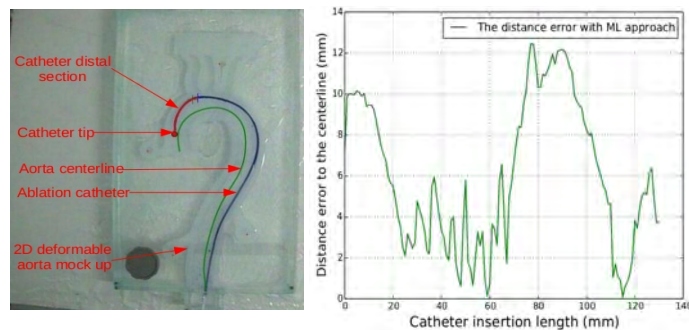 Catheter distal
section
Catheter tip
Aorta centerline
Ablation catheter
2D deformable
aorta mock up
The distance error with ML approach
Distance error to the centerline (mm)
14
12
10
8
6
4
2
0
0 20 40 60 80 100 120 140
Catheter insertion length (mm)